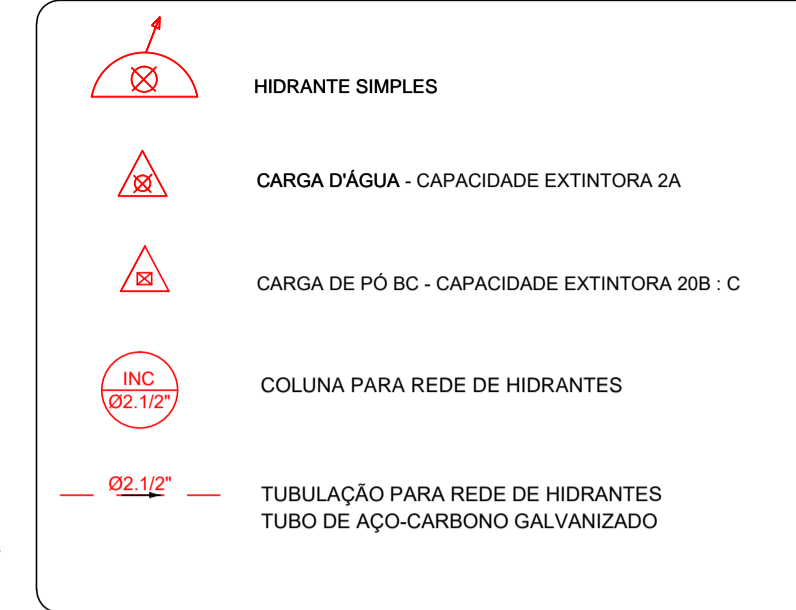 HIDRANTE SIMPLES
CARGA D'ÁGUA - CAPACIDADE EXTINTORA 2A
CARGA DE PÓ BC - CAPACIDADE EXTINTORA 20B : C
INC
Ø2.1/2"
COLUNA PARA REDE DE HIDRANTES
Ø2.1/2"
TUBULAÇÃO PARA REDE DE HIDRANTES
TUBO DE AÇO-CARBONO GALVANIZADO